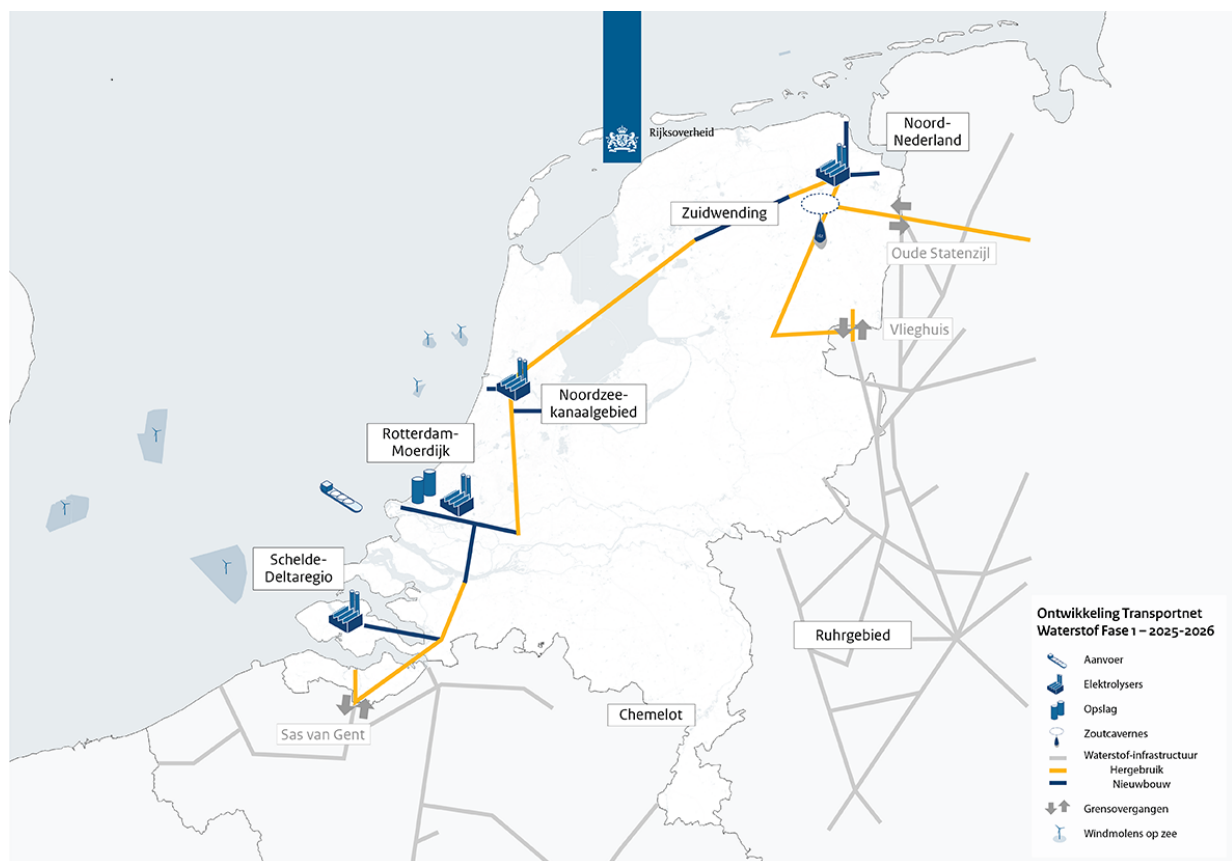 Rijksoverheid
Noord-
Nederland
Zuidwending
Oude Statenzijl
Vlieghuis
Noordzee-
kanaalgebied
Rotterdam-
Moerdijk
Schelde-
Deltaregio
Ruhrgebied
Chemelot
Sas van Gent
Ontwikkeling Transportnet
Waterstof Fase 1 – 2025-2026
Aanvoer
Elektrolysers
Opslag
Zoutcavernes
Waterstof-infrastructuur
Hergebruik
Nieuwbouw
Grensovergangen
Windmolens op zee